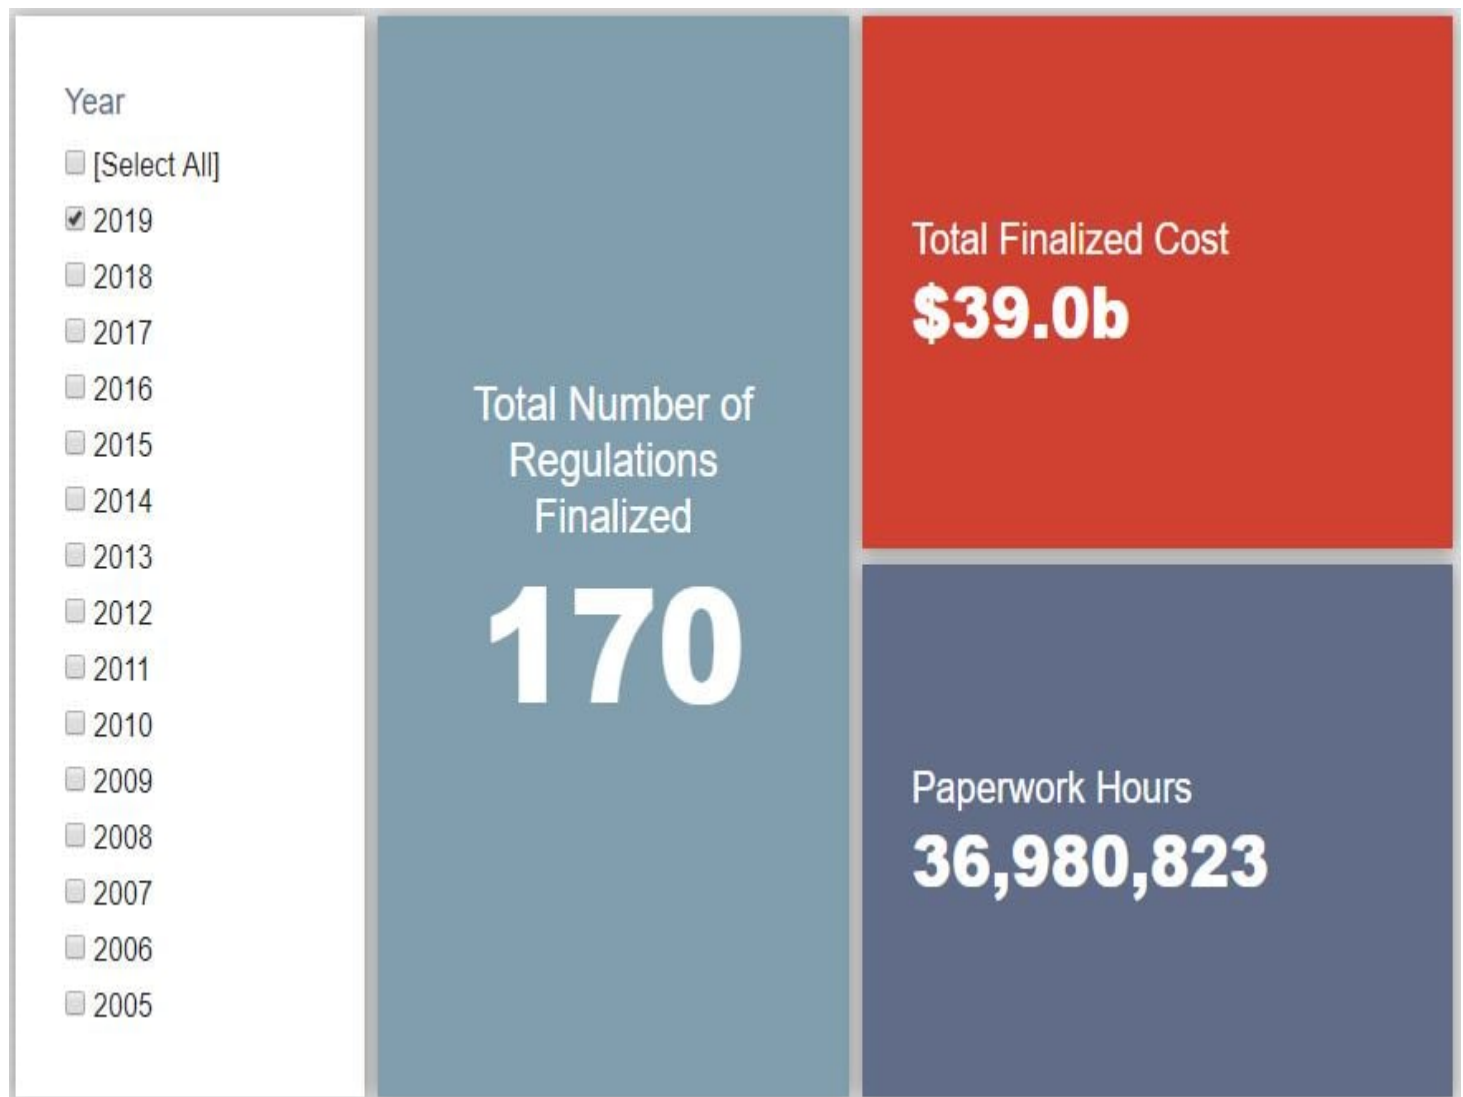 Year
[Select All]
2019
2018
2017
2016
2015
2014
2013
2012
2011
2010
2009
2008
2007
2006
2005
Total Number of
Regulations
Finalized
170
Total Finalized Cost
$39.0b
Paperwork Hours
36,980,823